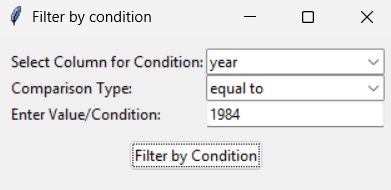 Filter by condition
Select Column for Condition: year
Comparison Type: equal to
Enter Value/Condition: 1984
Filter by Condition